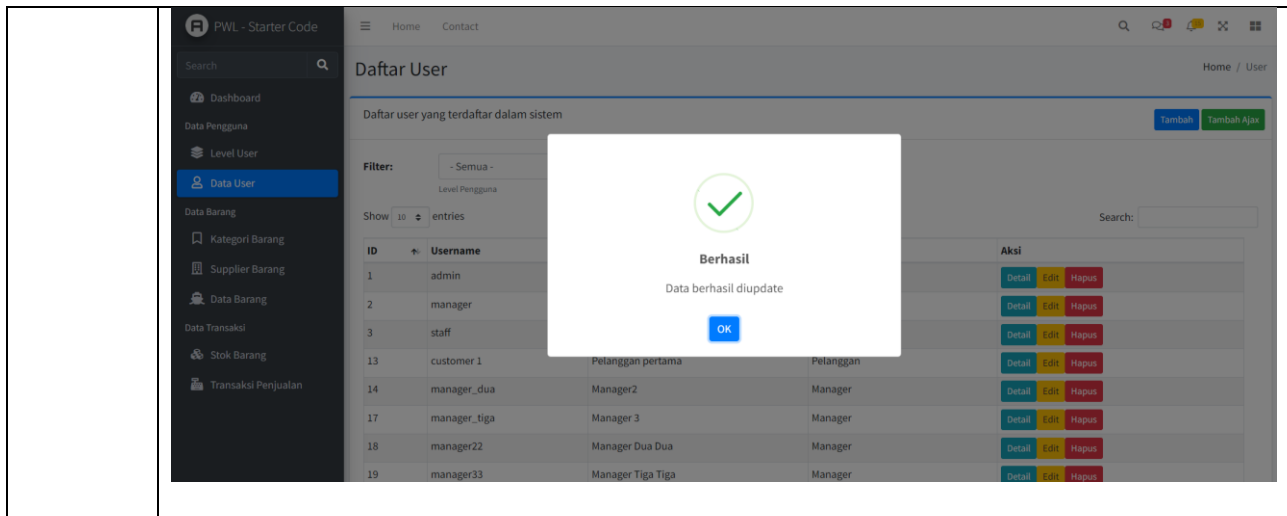 PWL - Starter Code
Home Contact
Search
Daftar User
Home / User
Dashboard
Data Pengguna
Level User
Data User
Data Barang
Kategori Barang
Supplier Barang
Data Barang
Data Transaksi
Stok Barang
Transaksi Penjualan
Daftar user yang terdaftar dalam sistem
Tambah Tambah Ajax
Filter: - Semua -
Level Pengguna
Show 10 entries
Search:
ID Username Aksi
1 admin Detail Edit Hapus
2 manager Detail Edit Hapus
3 staff Detail Edit Hapus
13 customer 1 Pelanggan pertama Pelanggan Detail Edit Hapus
14 manager_dua Manager2 Manager Detail Edit Hapus
17 manager_tiga Manager 3 Manager Detail Edit Hapus
18 manager22 Manager Dua Dua Manager Detail Edit Hapus
19 manager33 Manager Tiga Tiga Manager Detail Edit Hapus
Berhasil
Data berhasil diupdate
OK